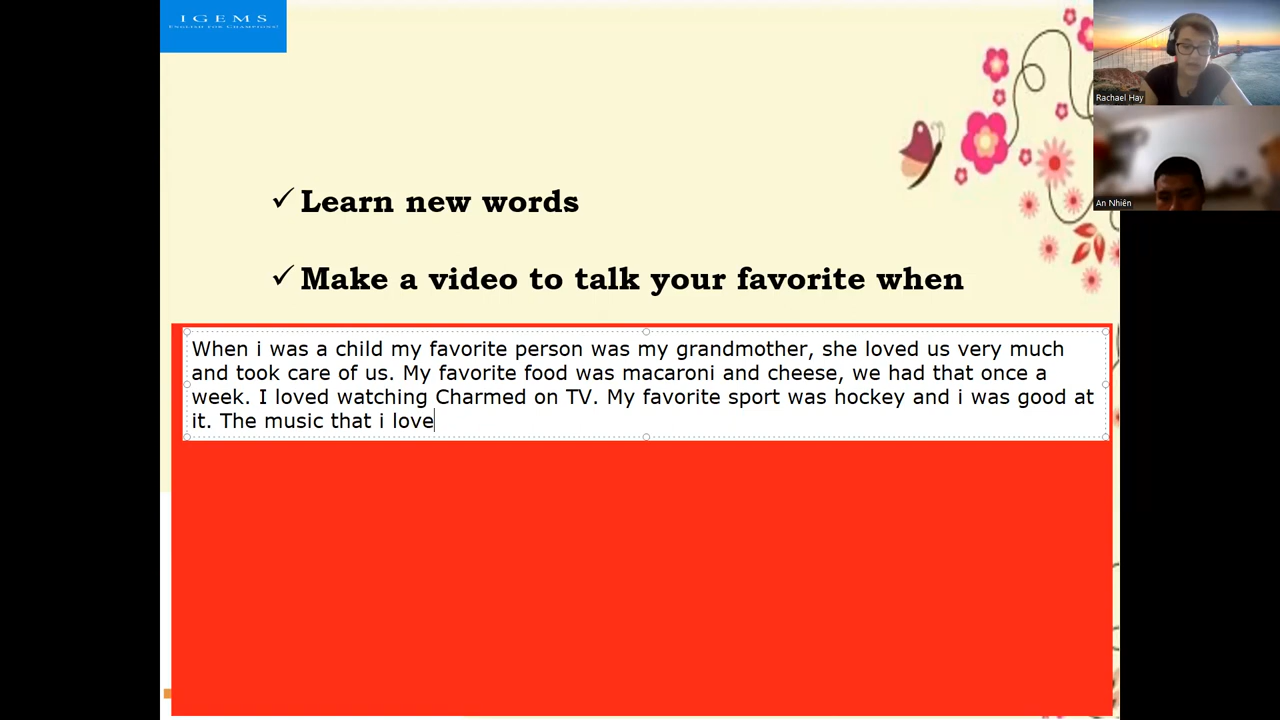 IGEMS
ENGLISH FOR CHAMPIONS!
Rachael Hay
An Nhiên
Learn new words
Make a video to talk your favorite when
When i was a child my favorite person was my grandmother, she loved us very much
and took care of us. My favorite food was macaroni and cheese, we had that once a
week. I loved watching Charmed on TV. My favorite sport was hockey and i was good at
it. The music that i love